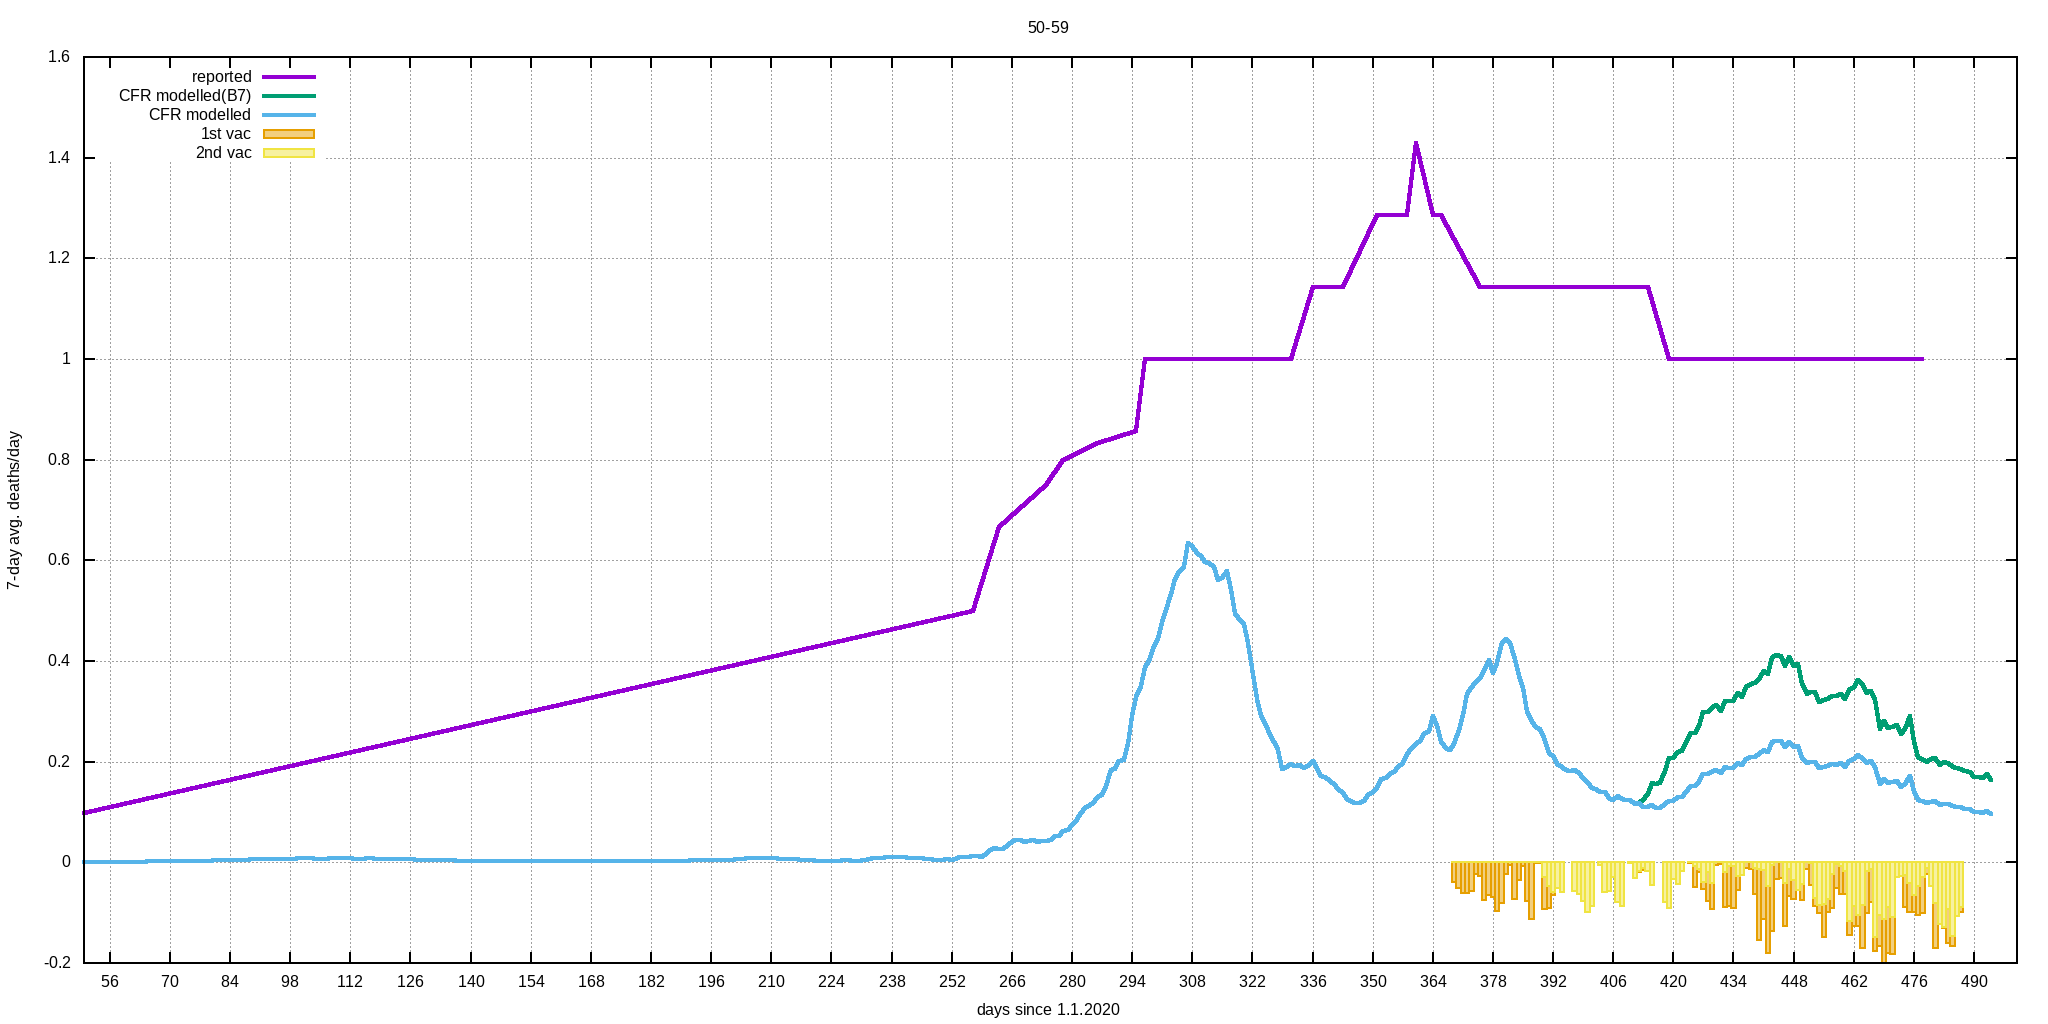 50-59
1.6
1.4
1.2
1
0.8
0.6
0.4
0.2
0
-0.2
7-day avg. deaths/day
reported
CFR modelled(B7)
CFR modelled
1st vac
2nd vac
56 70 84 98 112 126 140 154 168 182 196 210 224 238 252 266 280 294 308 322 336 350 364 378 392 406 420 434 448 462 476 490
days since 1.1.2020